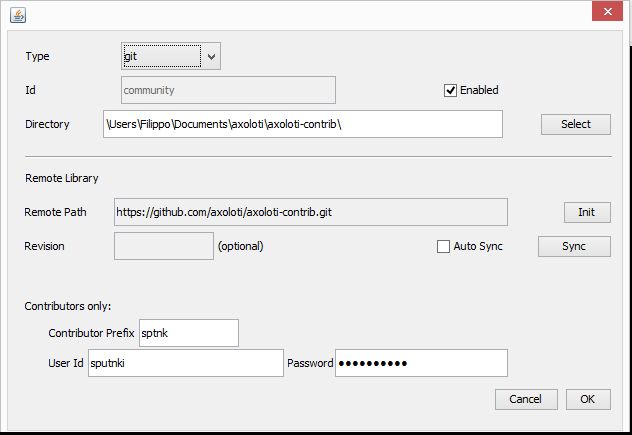 Type git
Id community Enabled
Directory \Users\Filippo\Documents\axoloti\axoloti-contrib\ Select
Remote Library
Remote Path https://github.com/axoloti/axoloti-contrib.git Init
Revision (optional) Auto Sync Sync
Contributors only:
Contributor Prefix sptnk
User Id sputnki Password ●●●●●●●●●●
Cancel OK